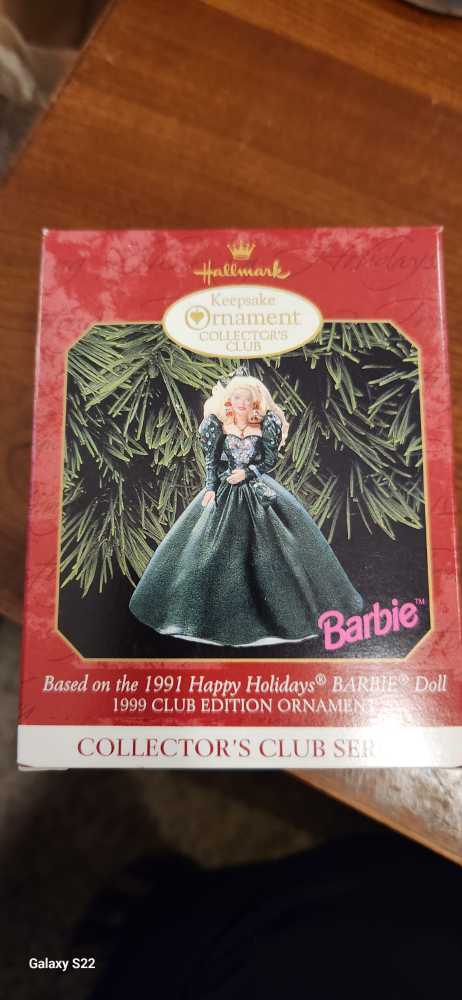 Hallmark
Keepsake
Ornament
COLLECTOR'S
CLUB
Barbie™
Based on the 1991 Happy Holidays® BARBIE® Doll
1999 CLUB EDITION ORNAMENT
COLLECTOR'S CLUB SER
Galaxy S22